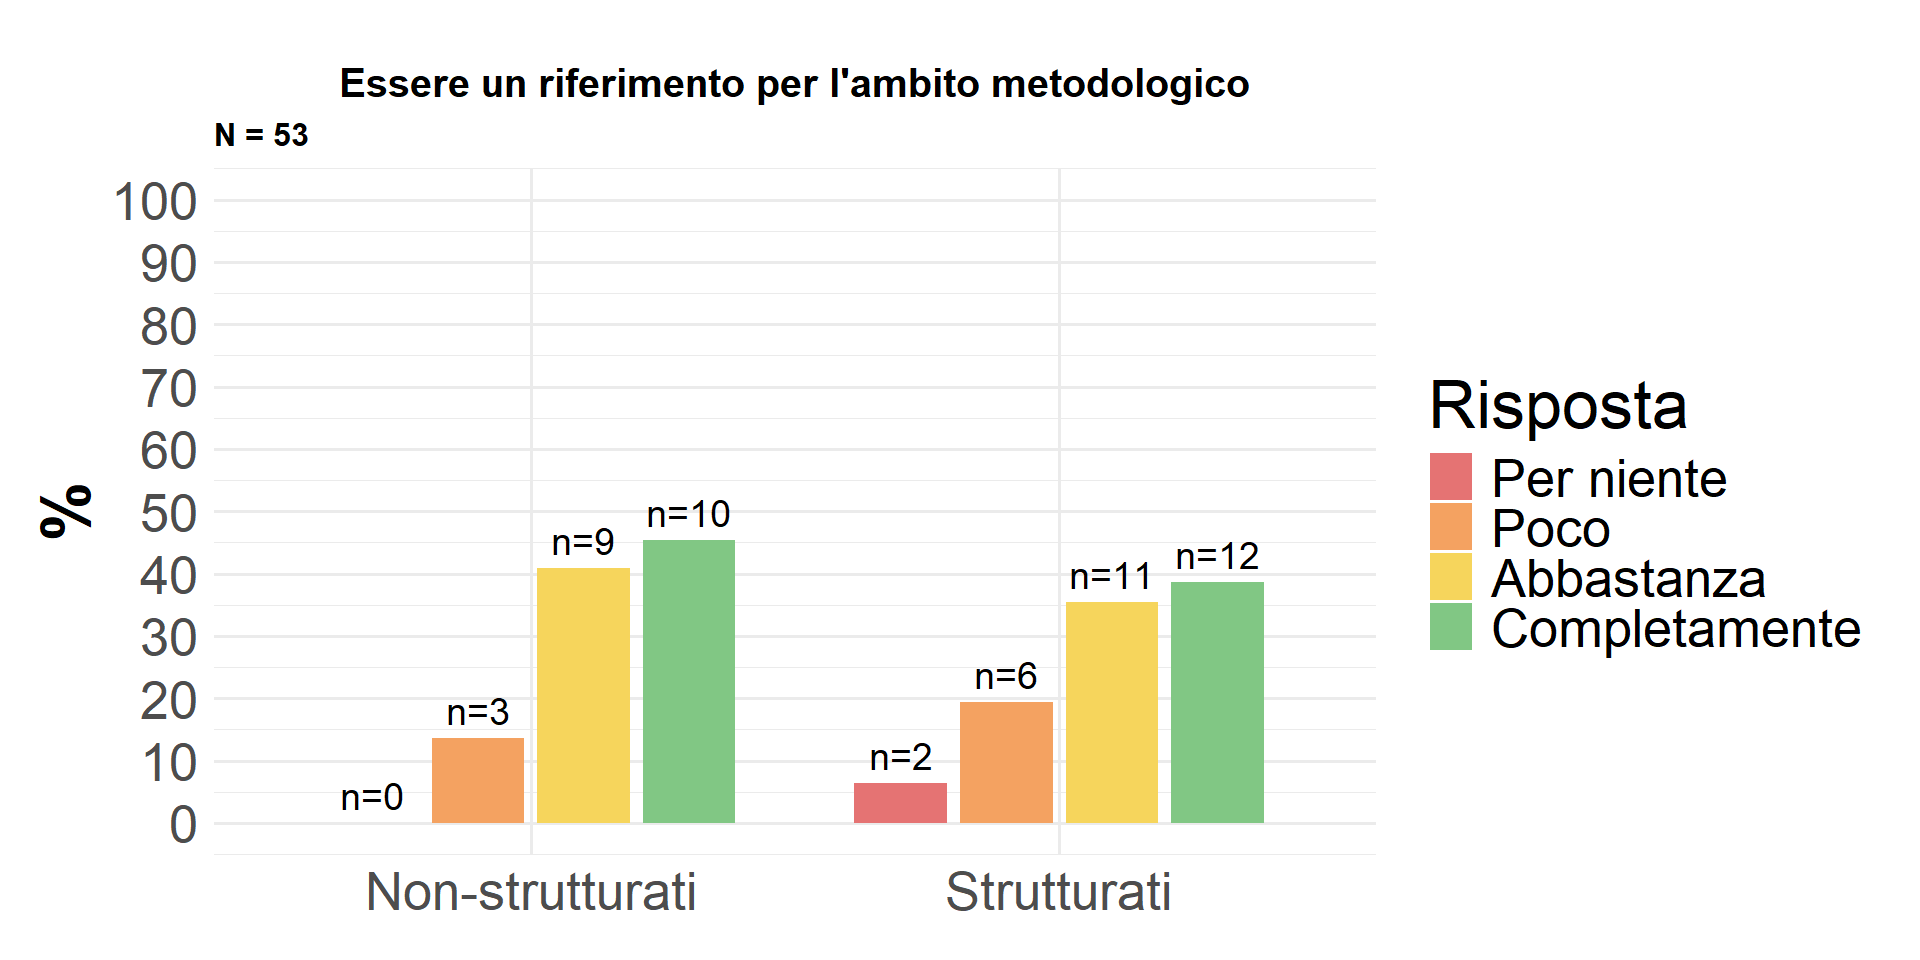 Essere un riferimento per l'ambito metodologico
N = 53
100
90
80
70
60
50
40
30
20
10
0
%
n=0
n=3
n=9
n=10
n=2
n=6
n=11
n=12
Non-strutturati
Strutturati
Risposta
Per niente
Poco
Abbastanza
Completamente